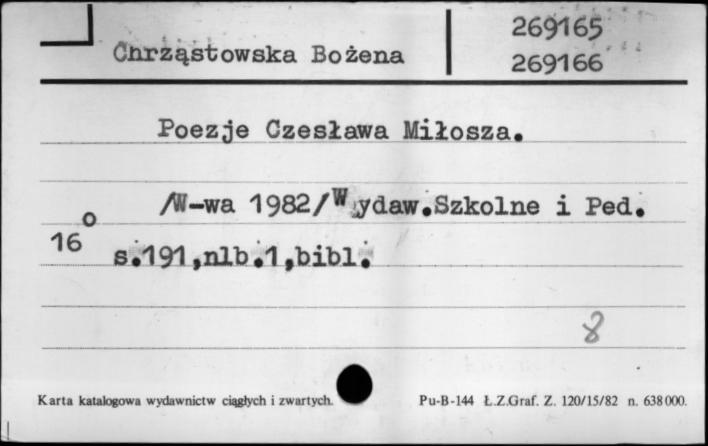 269165
Chrząstowska Bożena
269166
Poezje Czesława Miłosza.
/W-wa 1982/Wydaw.Szkolne i Ped.
16°
s.191,nlb.1,bibl.
8
Karta katalogowa wydawnictw ciągłych i zwartych. Pu-B-144 Ł.Z.Graf. Z. 120/15/82 n. 638000.